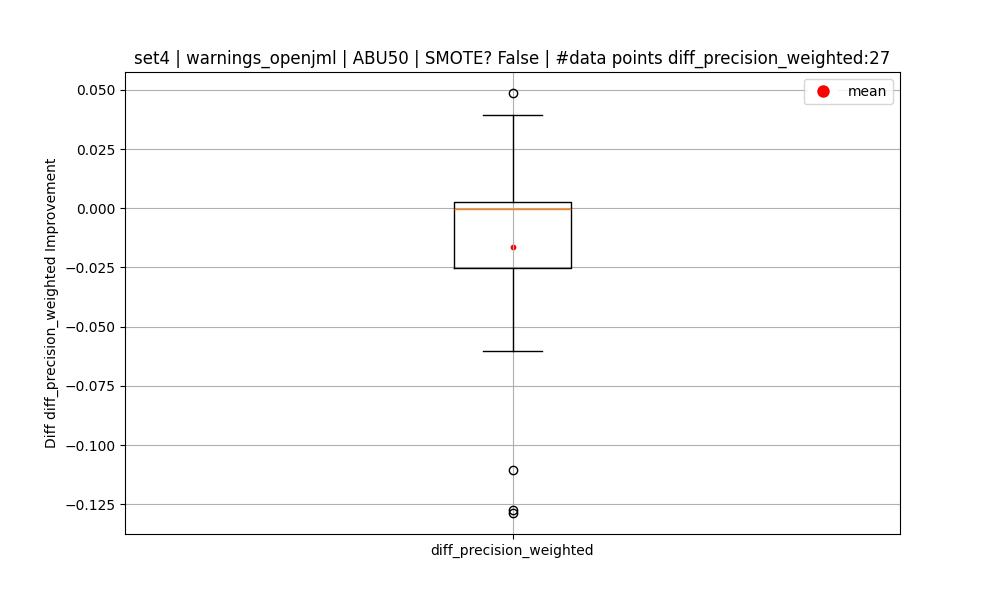 set4 | warnings_openjml | ABU50 | SMOTE? False | #data points diff_precision_weighted:27
mean
0.050
0.025
0.000
−0.025
−0.050
−0.075
−0.100
−0.125
Diff diff_precision_weighted Improvement
diff_precision_weighted